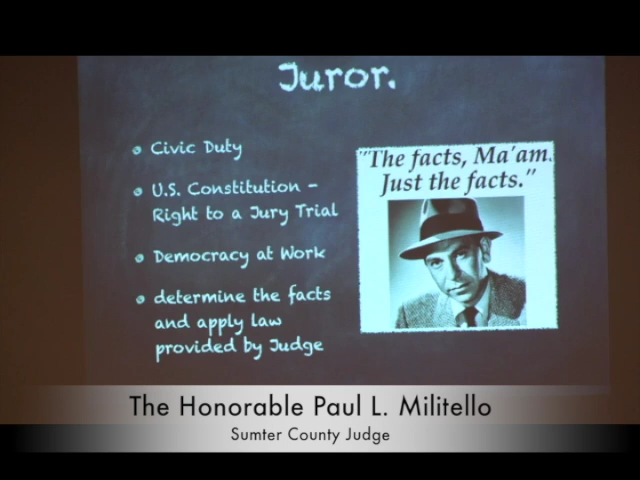 Juror.
Civic Duty
U.S. Constitution -
Right to a Jury Trial
Democracy at Work
determine the facts
and apply law
provided by Judge
"The facts, Ma'am.
Just the facts."
The Honorable Paul L. Militello
Sumter County Judge